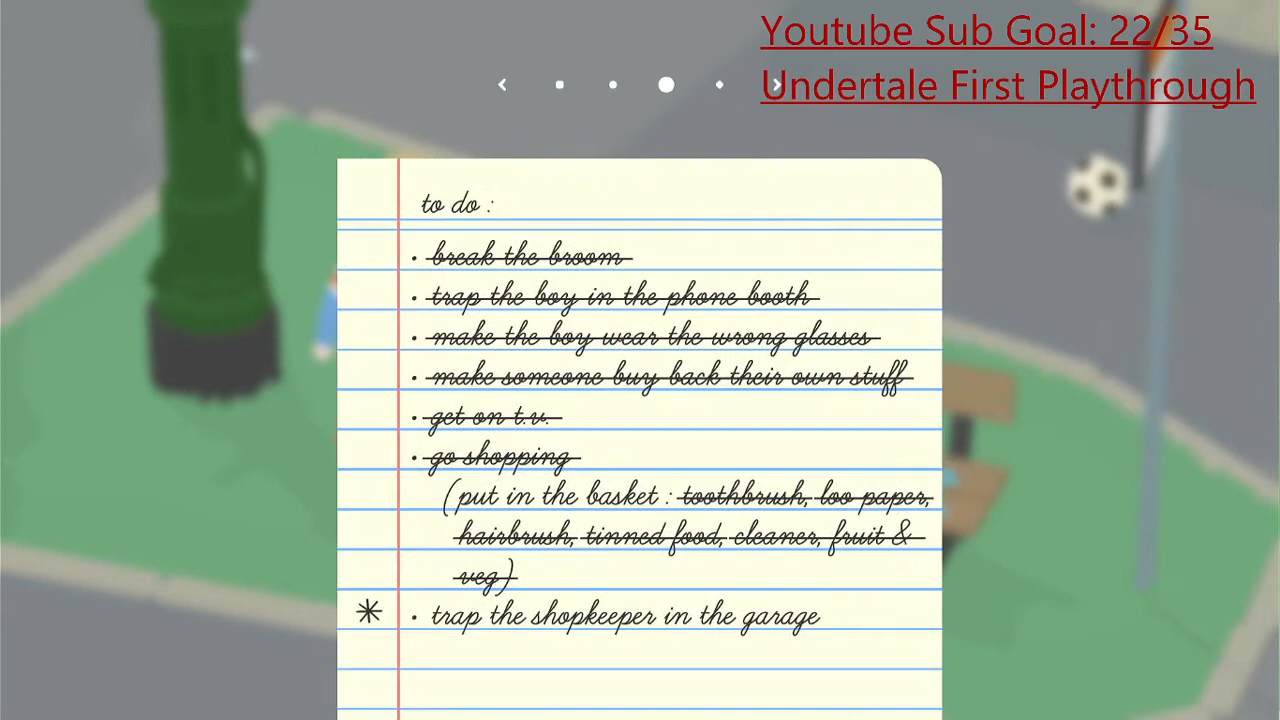 Youtube Sub Goal: 22/35
Undertale First Playthrough
to do :
• break the broom
• trap the boy in the phone booth
• make the boy wear the wrong glasses
• make someone buy back their own stuff
• get on t.v.
• go shopping
(put in the basket : toothbrush, loo paper,
hairbrush, tinned food, cleaner, fruit &
veg)
* • trap the shopkeeper in the garage